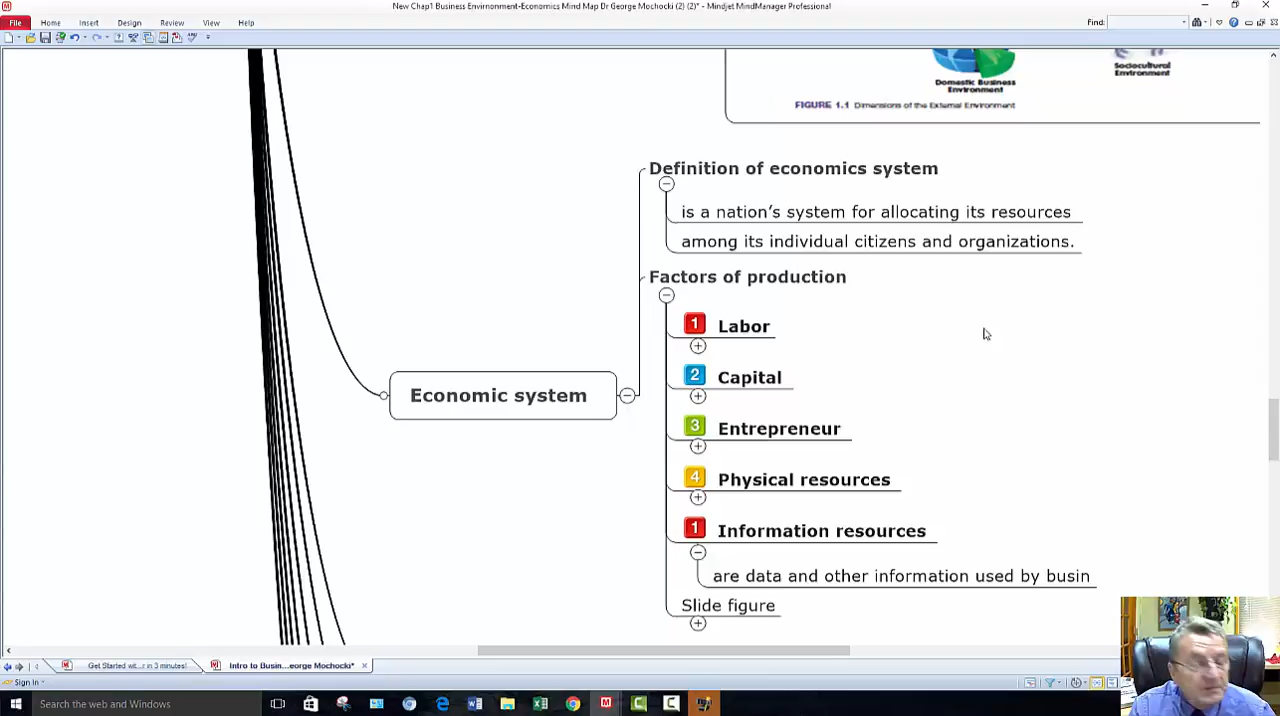 New Chap1 Business Enviornment-Economics Mind Map Dr George Mochocki (2) (2)* - Mindjet MindManager Professional
File Home Insert Design Review View Help Find:
Domestic Business
Environment
Sociocultural
Environment
FIGURE 1.1 Dimensions of the External Environment
Definition of economics system
is a nation's system for allocating its resources
among its individual citizens and organizations.
Factors of production
1 Labor
2 Capital
Economic system
3 Entrepreneur
4 Physical resources
1 Information resources
are data and other information used by busin
Slide figure
Get Started wit...r in 3 minutes!
Intro to Busin...eorge Mochocki*
Sign In
Search the web and Windows